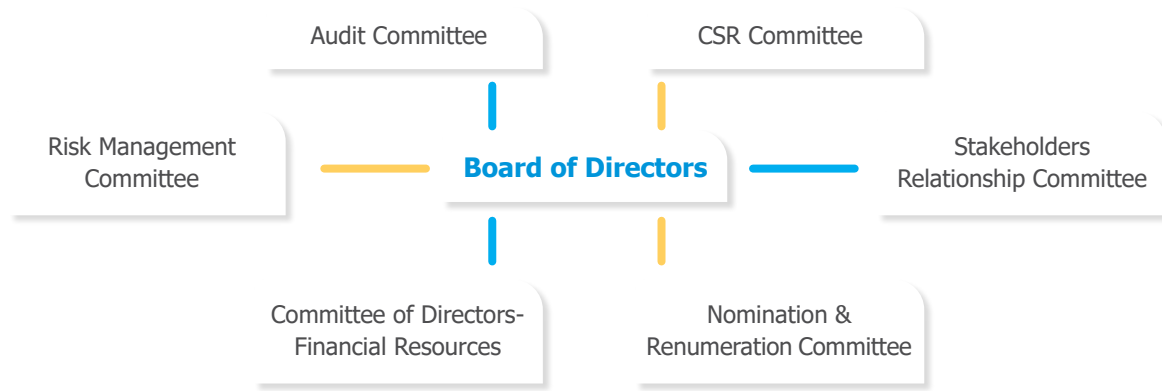 Audit Committee
CSR Committee
Risk Management
Committee
Board of Directors
Stakeholders
Relationship Committee
Committee of Directors-
Financial Resources
Nomination &
Renumeration Committee